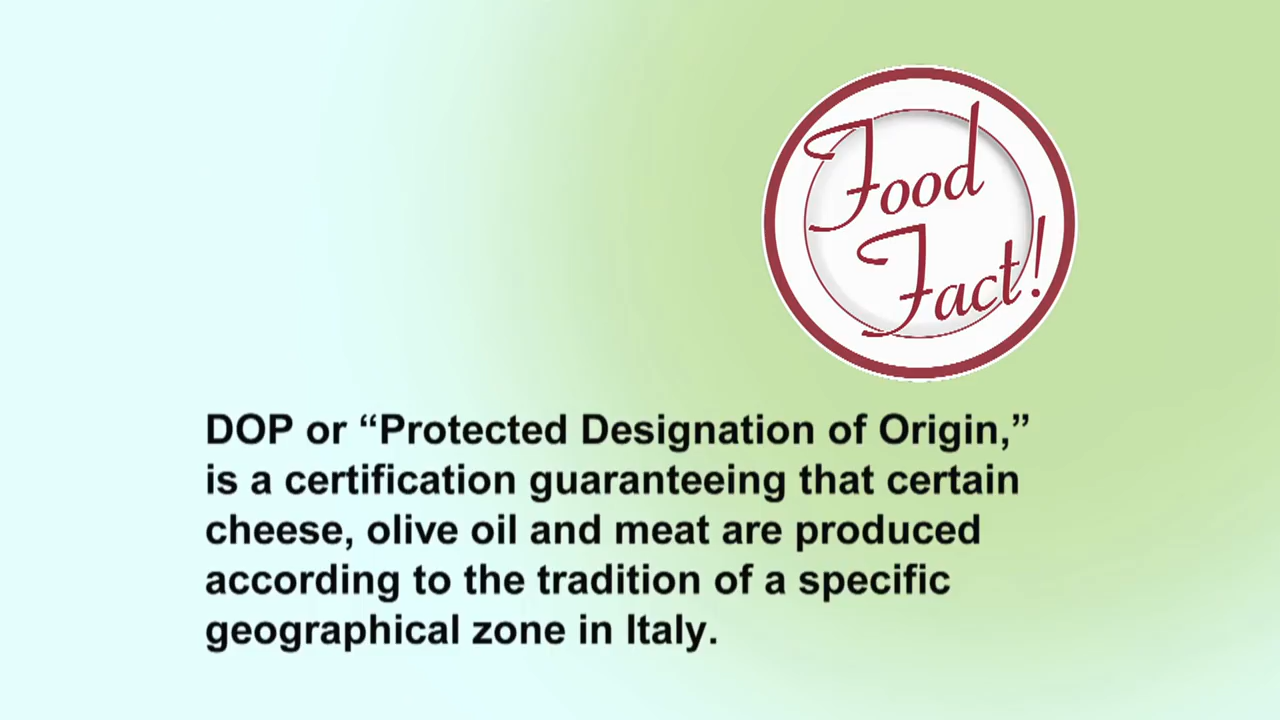 Food
Fact!
DOP or “Protected Designation of Origin,”
is a certification guaranteeing that certain
cheese, olive oil and meat are produced
according to the tradition of a specific
geographical zone in Italy.